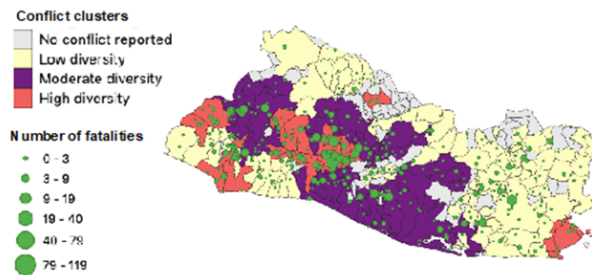 Conflict clusters
No conflict reported
Low diversity
Moderate diversity
High diversity
Number of fatalities
0 - 3
3 - 9
9 - 19
19 - 40
40 - 79
79 - 119